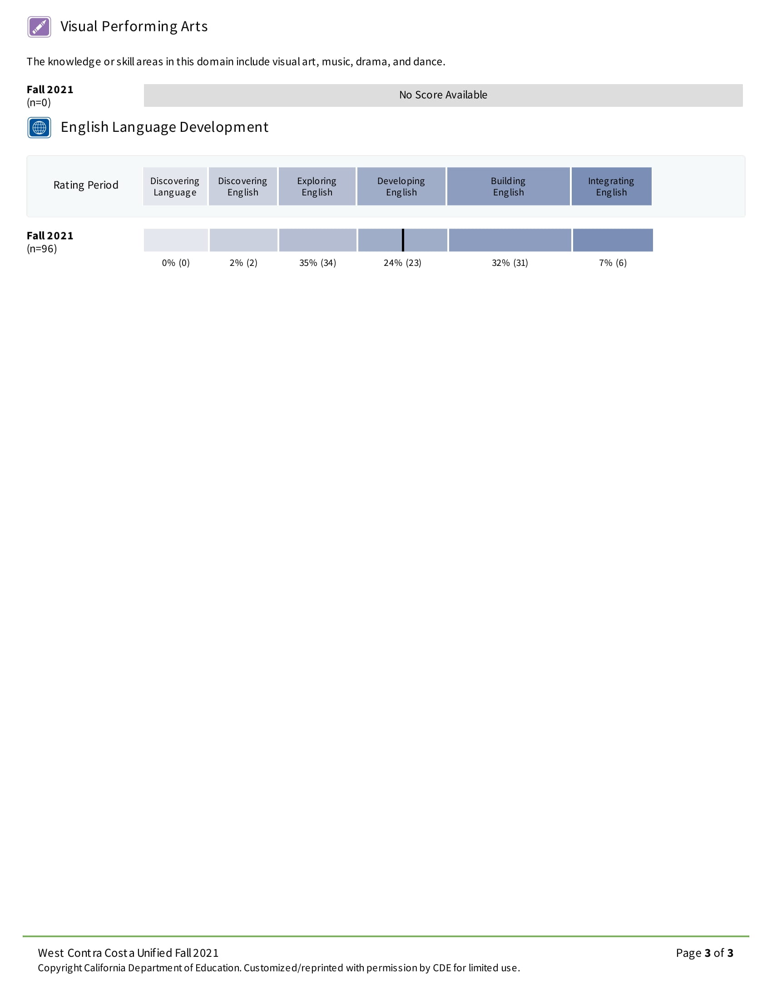 Visual Performing Arts
The knowledge or skill areas in this domain include visual art, music, drama, and dance.
Fall 2021
(n=0)
No Score Available
English Language Development
Rating Period
Discovering Language
Discovering English
Exploring English
Developing English
Building English
Integrating English
Fall 2021
(n=96)
0% (0)
2% (2)
35% (34)
24% (23)
32% (31)
7% (6)
West Contra Costa Unified Fall 2021
Page 3 of 3
Copyright California Department of Education. Customized/reprinted with permission by CDE for limited use.